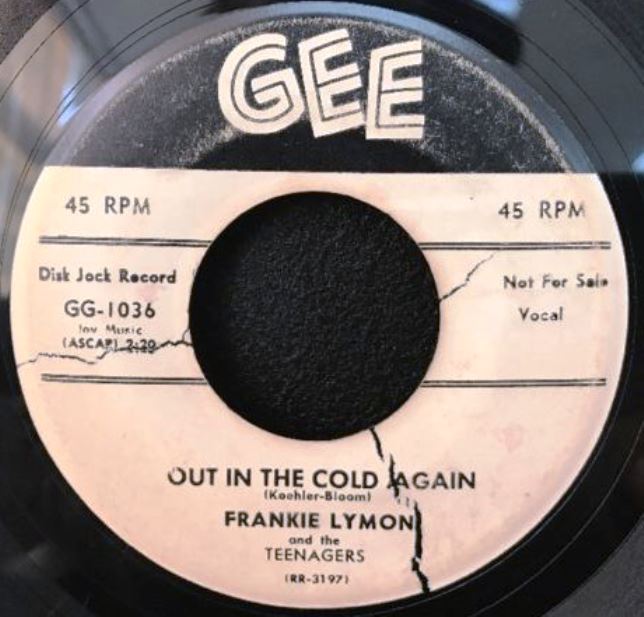 GEE
45 RPM
45 RPM
Disk Jock Record
Not For Sale
GG-1036
Vocal
Joy Music
(ASCAP) 2:20
OUT IN THE COLD AGAIN
(Koehler-Bloom)
FRANKIE LYMON
and the
TEENAGERS
(RR-3197)